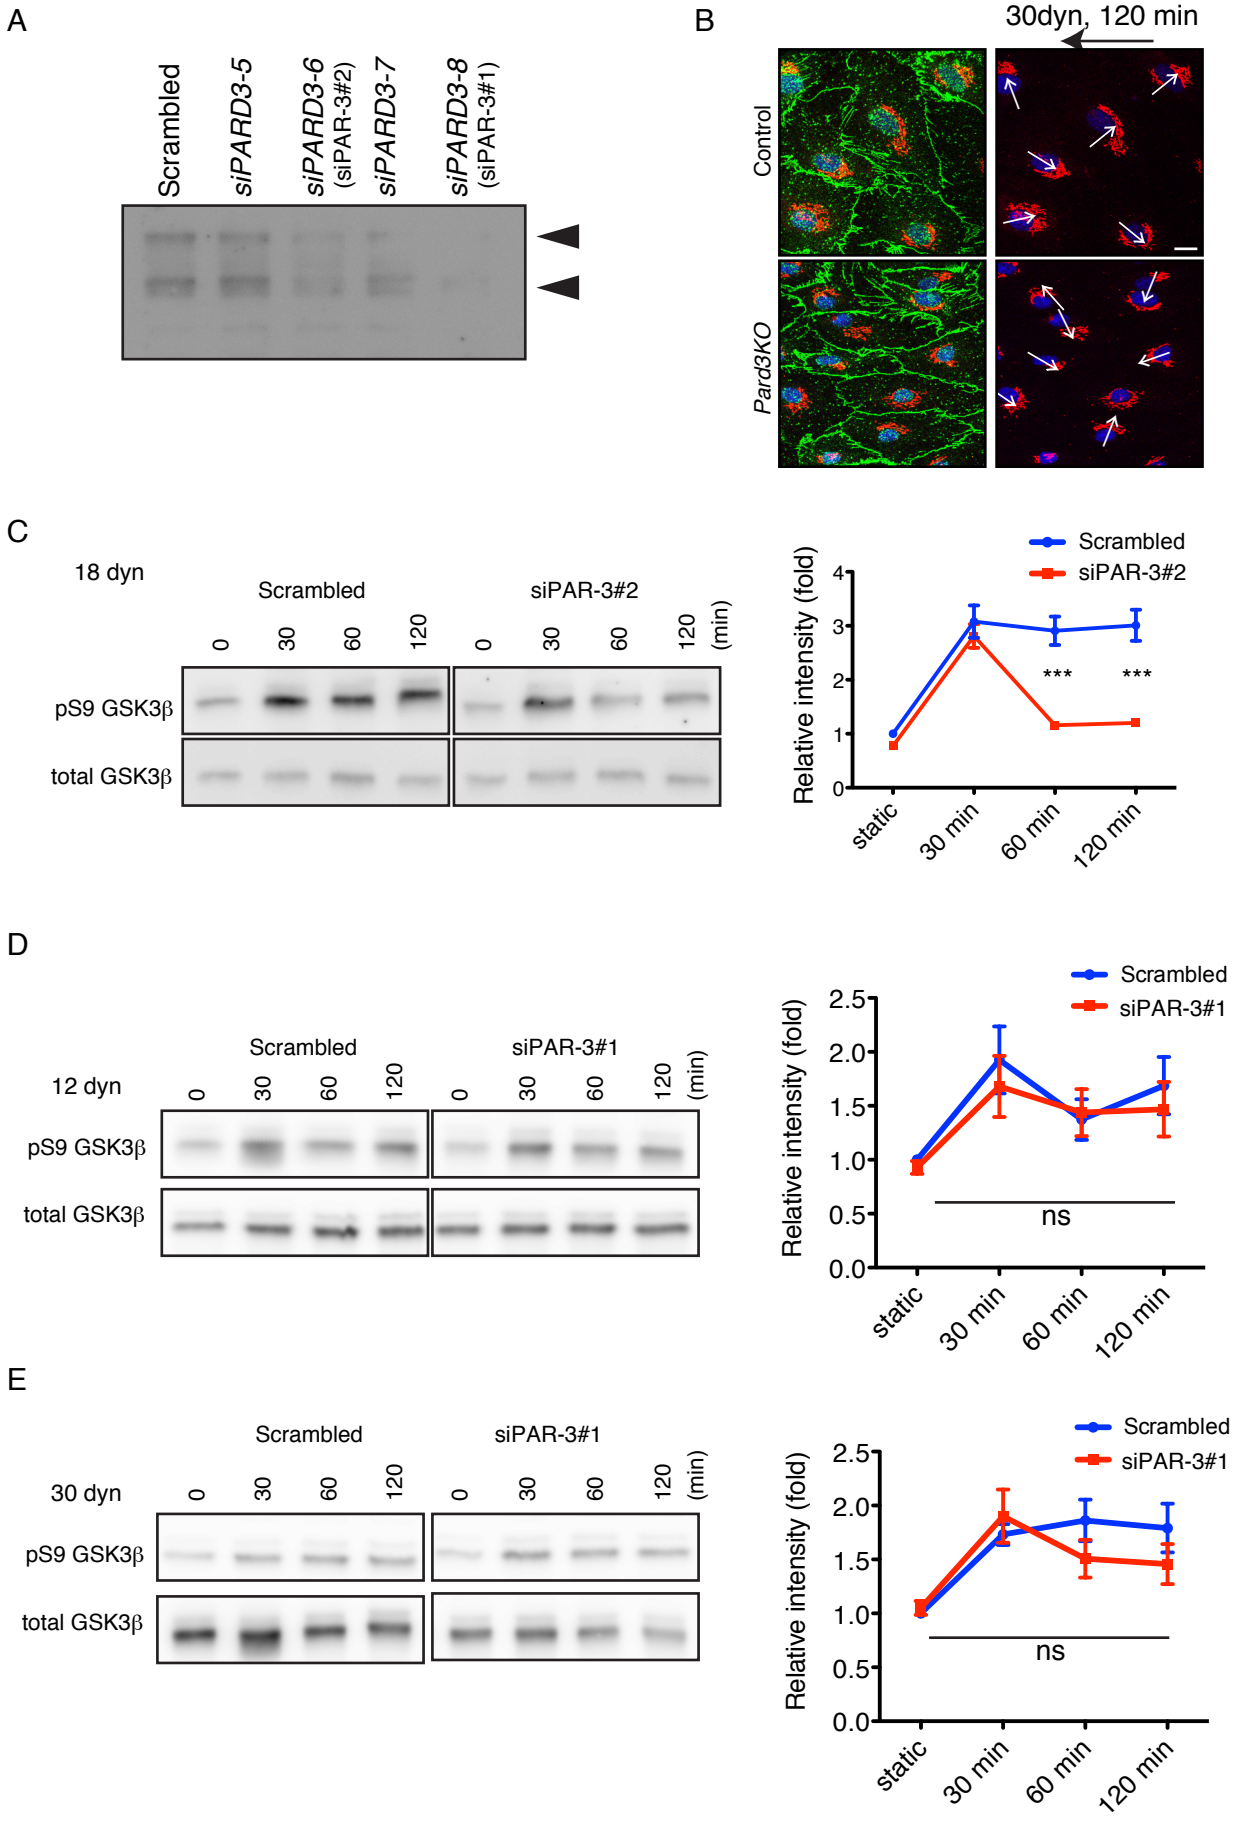 A
Scrambled
siPARD3-5
siPARD3-6
(siPAR-3#2)
siPARD3-7
siPARD3-8
(siPAR-3#1)
B
30dyn, 120 min
Control
Pard3KO
C
18 dyn
Scrambled
siPAR-3#2
0 30 60 120 0 30 60 120 (min)
pS9 GSK3β
total GSK3β
Scrambled
siPAR-3#2
Relative intensity (fold)
4
3
2
1
0
*** ***
static 30 min 60 min 120 min
D
12 dyn
Scrambled
siPAR-3#1
0 30 60 120 0 30 60 120 (min)
pS9 GSK3β
total GSK3β
Scrambled
siPAR-3#1
Relative intensity (fold)
2.5
2.0
1.5
1.0
0.5
0.0
ns
static 30 min 60 min 120 min
E
30 dyn
Scrambled
siPAR-3#1
0 30 60 120 0 30 60 120 (min)
pS9 GSK3β
total GSK3β
Scrambled
siPAR-3#1
Relative intensity (fold)
2.5
2.0
1.5
1.0
0.5
0.0
ns
static 30 min 60 min 120 min